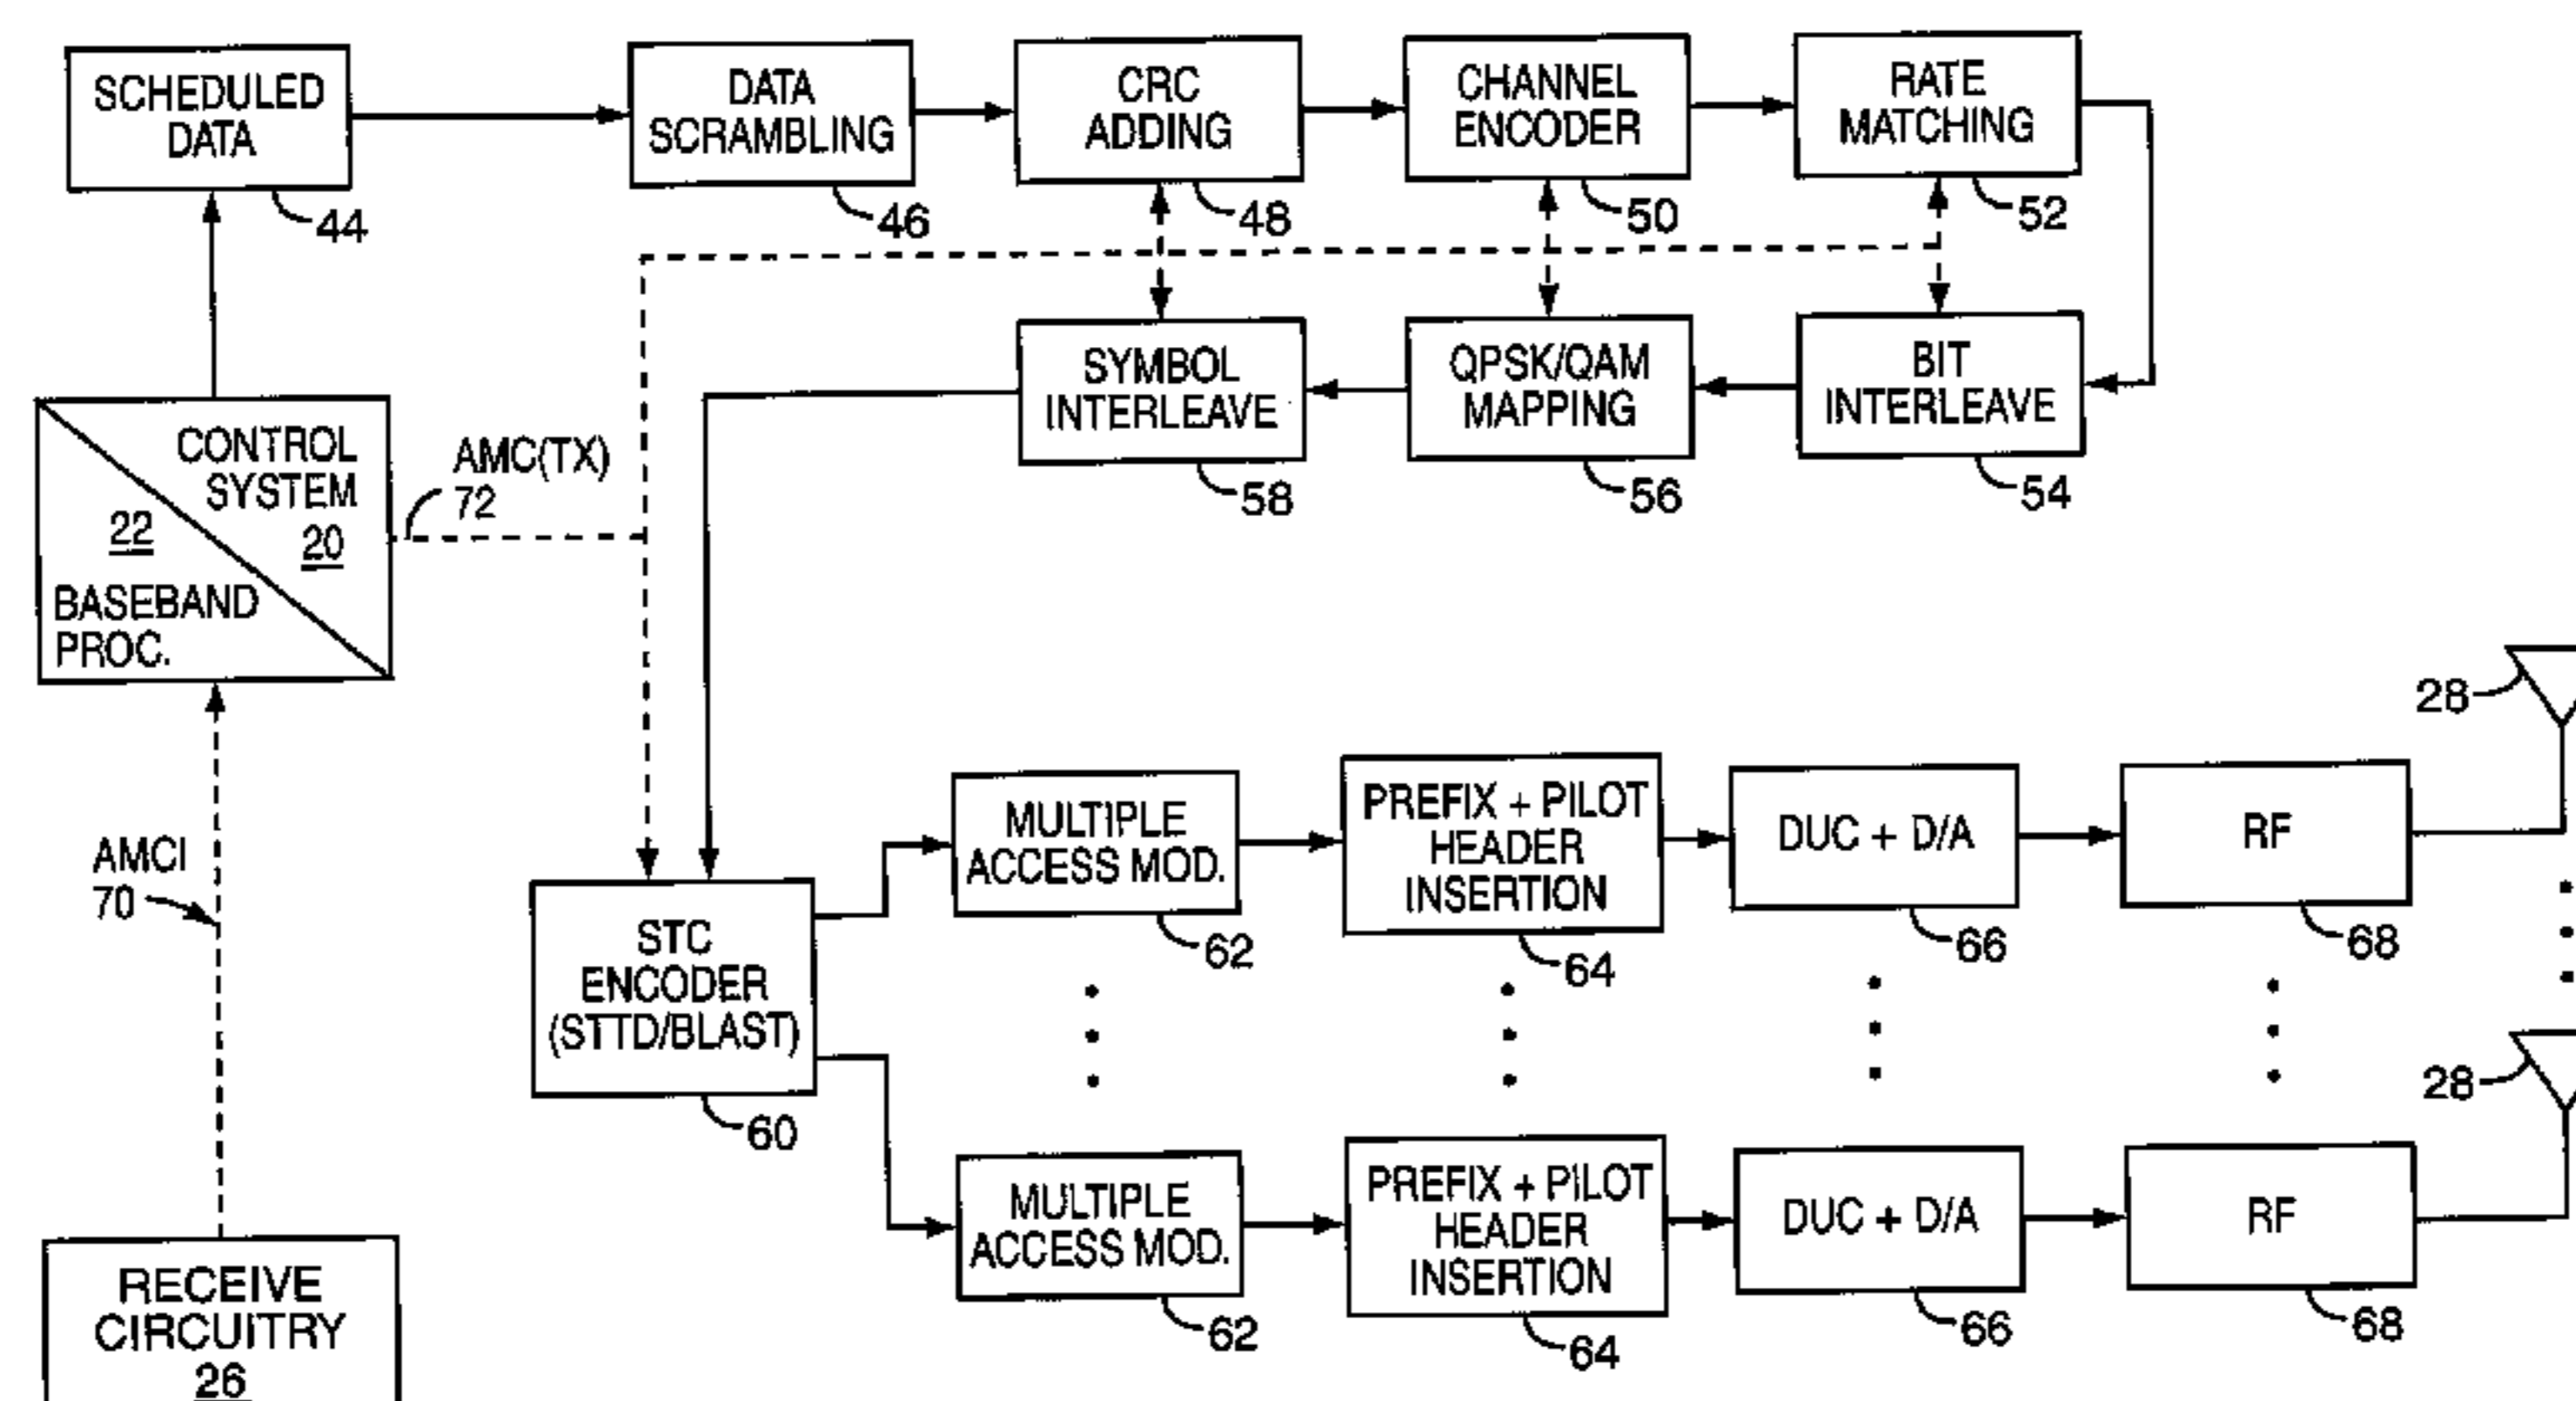 SCHEDULED
DATA
44
DATA
SCRAMBLING
46
CRC
ADDING
48
CHANNEL
ENCODER
50
RATE
MATCHING
52
SYMBOL
INTERLEAVE
58
QPSK/QAM
MAPPING
56
BIT
INTERLEAVE
54
CONTROL
SYSTEM
20
22
BASEBAND
PROC.
AMC(TX)
72
AMCI
70
RECEIVE
CIRCUITRY
26
STC
ENCODER
(STTD/BLAST)
60
MULTIPLE
ACCESS MOD.
62
PREFIX + PILOT
HEADER
INSERTION
64
DUC + D/A
66
RF
68
28
MULTIPLE
ACCESS MOD.
62
PREFIX + PILOT
HEADER
INSERTION
64
DUC + D/A
66
RF
68
28